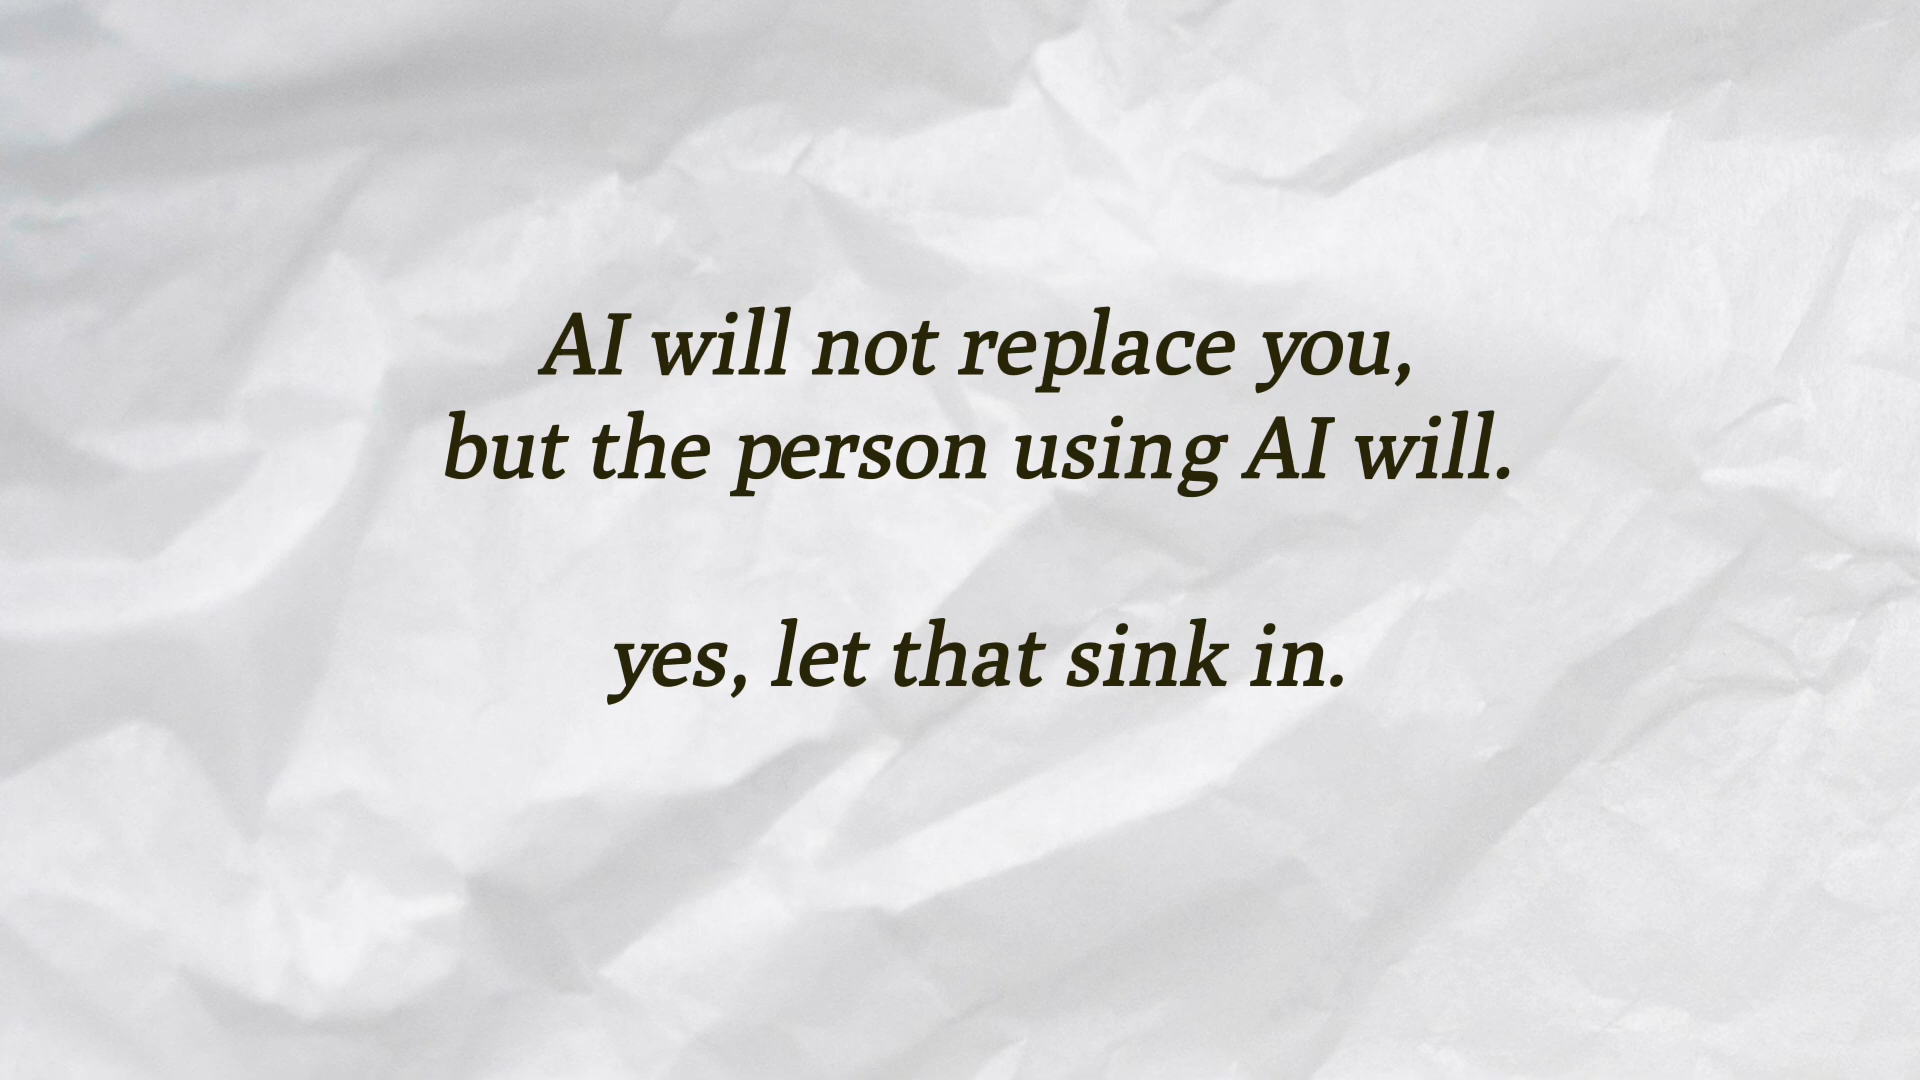 AI will not replace you,
but the person using AI will.
yes, let that sink in.